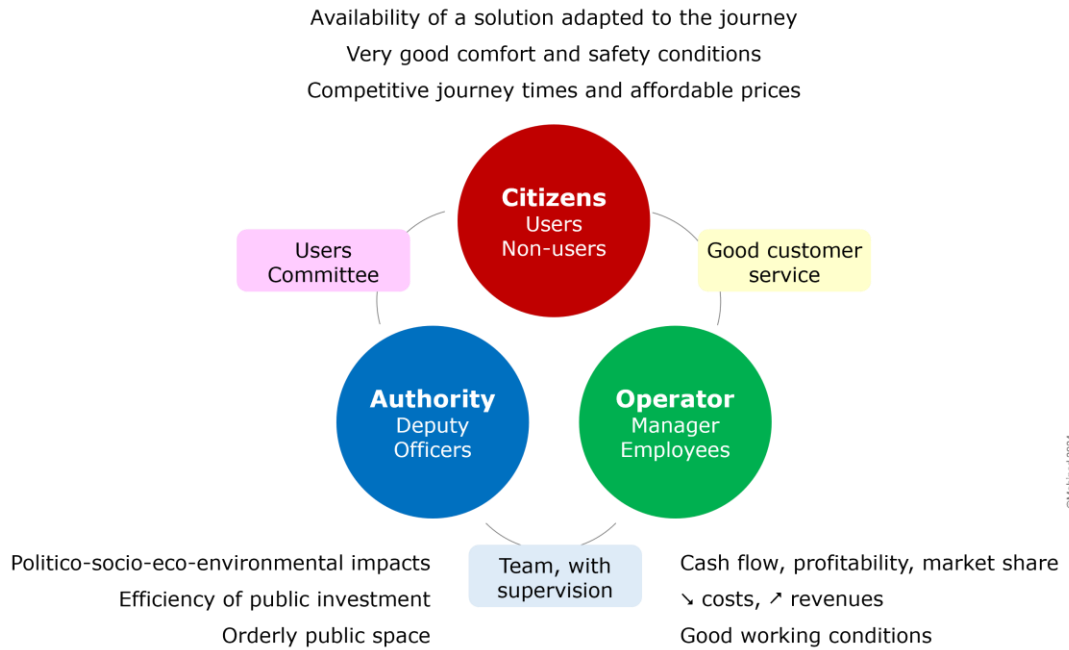 Availability of a solution adapted to the journey
Very good comfort and safety conditions
Competitive journey times and affordable prices
Citizens
Users
Non-users
Users
Committee
Good customer
service
Authority
Deputy
Officers
Operator
Manager
Employees
Team, with
supervision
Politico-socio-eco-environmental impacts
Efficiency of public investment
Orderly public space
Cash flow, profitability, market share
↘ costs, ↗ revenues
Good working conditions